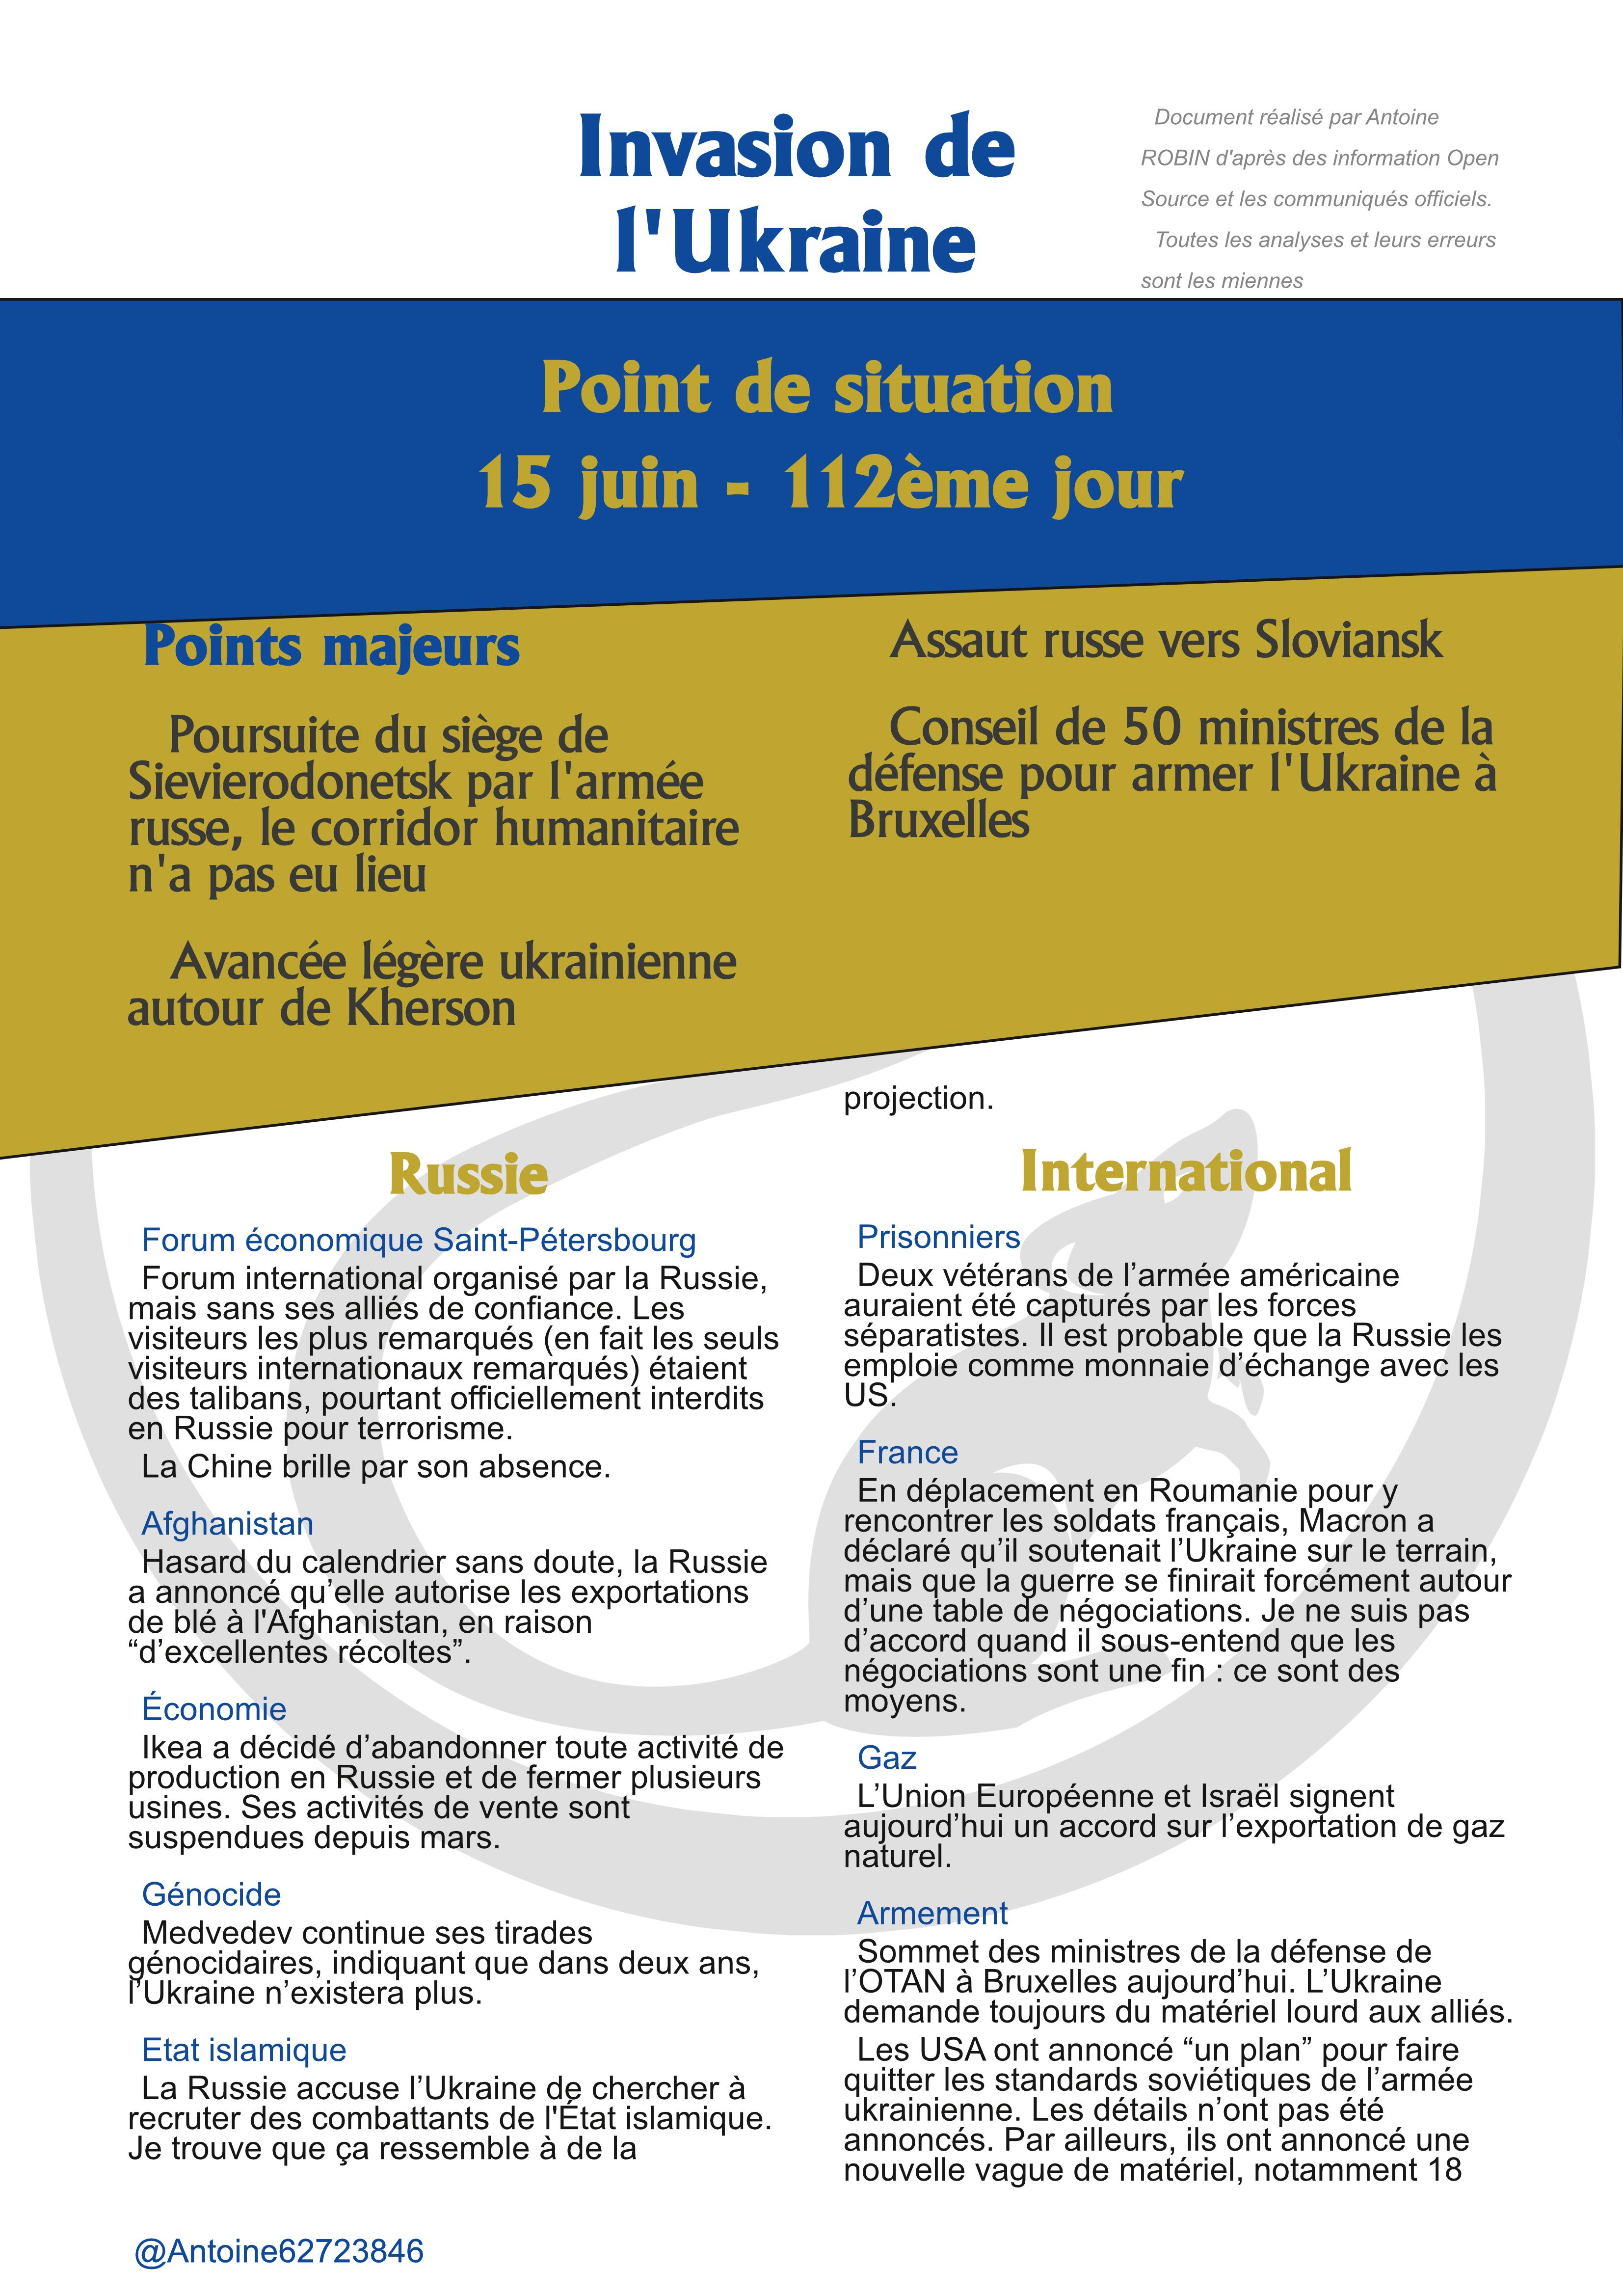 Invasion de
l'Ukraine
Document réalisé par Antoine
ROBIN d'après des information Open
Source et les communiqués officiels.
Toutes les analyses et leurs erreurs
sont les miennes
Point de situation
15 juin - 112ème jour
Points majeurs
Poursuite du siège de
Sievierodonetsk par l'armée
russe, le corridor humanitaire
n'a pas eu lieu
Avancée légère ukrainienne
autour de Kherson
Assaut russe vers Sloviansk
Conseil de 50 ministres de la
défense pour armer l'Ukraine à
Bruxelles
Russie
Forum économique Saint-Pétersbourg
Forum international organisé par la Russie,
mais sans ses alliés de confiance. Les
visiteurs les plus remarqués (en fait les seuls
visiteurs internationaux remarqués) étaient
des talibans, pourtant officiellement interdits
en Russie pour terrorisme.
La Chine brille par son absence.
Afghanistan
Hasard du calendrier sans doute, la Russie
a annoncé qu’elle autorise les exportations
de blé à l'Afghanistan, en raison
“d’excellentes récoltes”.
Économie
Ikea a décidé d’abandonner toute activité de
production en Russie et de fermer plusieurs
usines. Ses activités de vente sont
suspendues depuis mars.
Génocide
Medvedev continue ses tirades
génocidaires, indiquant que dans deux ans,
l’Ukraine n’existera plus.
Etat islamique
La Russie accuse l’Ukraine de chercher à
recruter des combattants de l'État islamique.
Je trouve que ça ressemble à de la
projection.
International
Prisonniers
Deux vétérans de l’armée américaine
auraient été capturés par les forces
séparatistes. Il est probable que la Russie les
emploie comme monnaie d’échange avec les
US.
France
En déplacement en Roumanie pour y
rencontrer les soldats français, Macron a
déclaré qu’il soutenait l’Ukraine sur le terrain,
mais que la guerre se finirait forcément autour
d’une table de négociations. Je ne suis pas
d’accord quand il sous-entend que les
négociations sont une fin : ce sont des
moyens.
Gaz
L’Union Européenne et Israël signent
aujourd’hui un accord sur l’exportation de gaz
naturel.
Armement
Sommet des ministres de la défense de
l’OTAN à Bruxelles aujourd’hui. L’Ukraine
demande toujours du matériel lourd aux alliés.
Les USA ont annoncé “un plan” pour faire
quitter les standards soviétiques de l’armée
ukrainienne. Les détails n’ont pas été
annoncés. Par ailleurs, ils ont annoncé une
nouvelle vague de matériel, notamment 18
@Antoine62723846